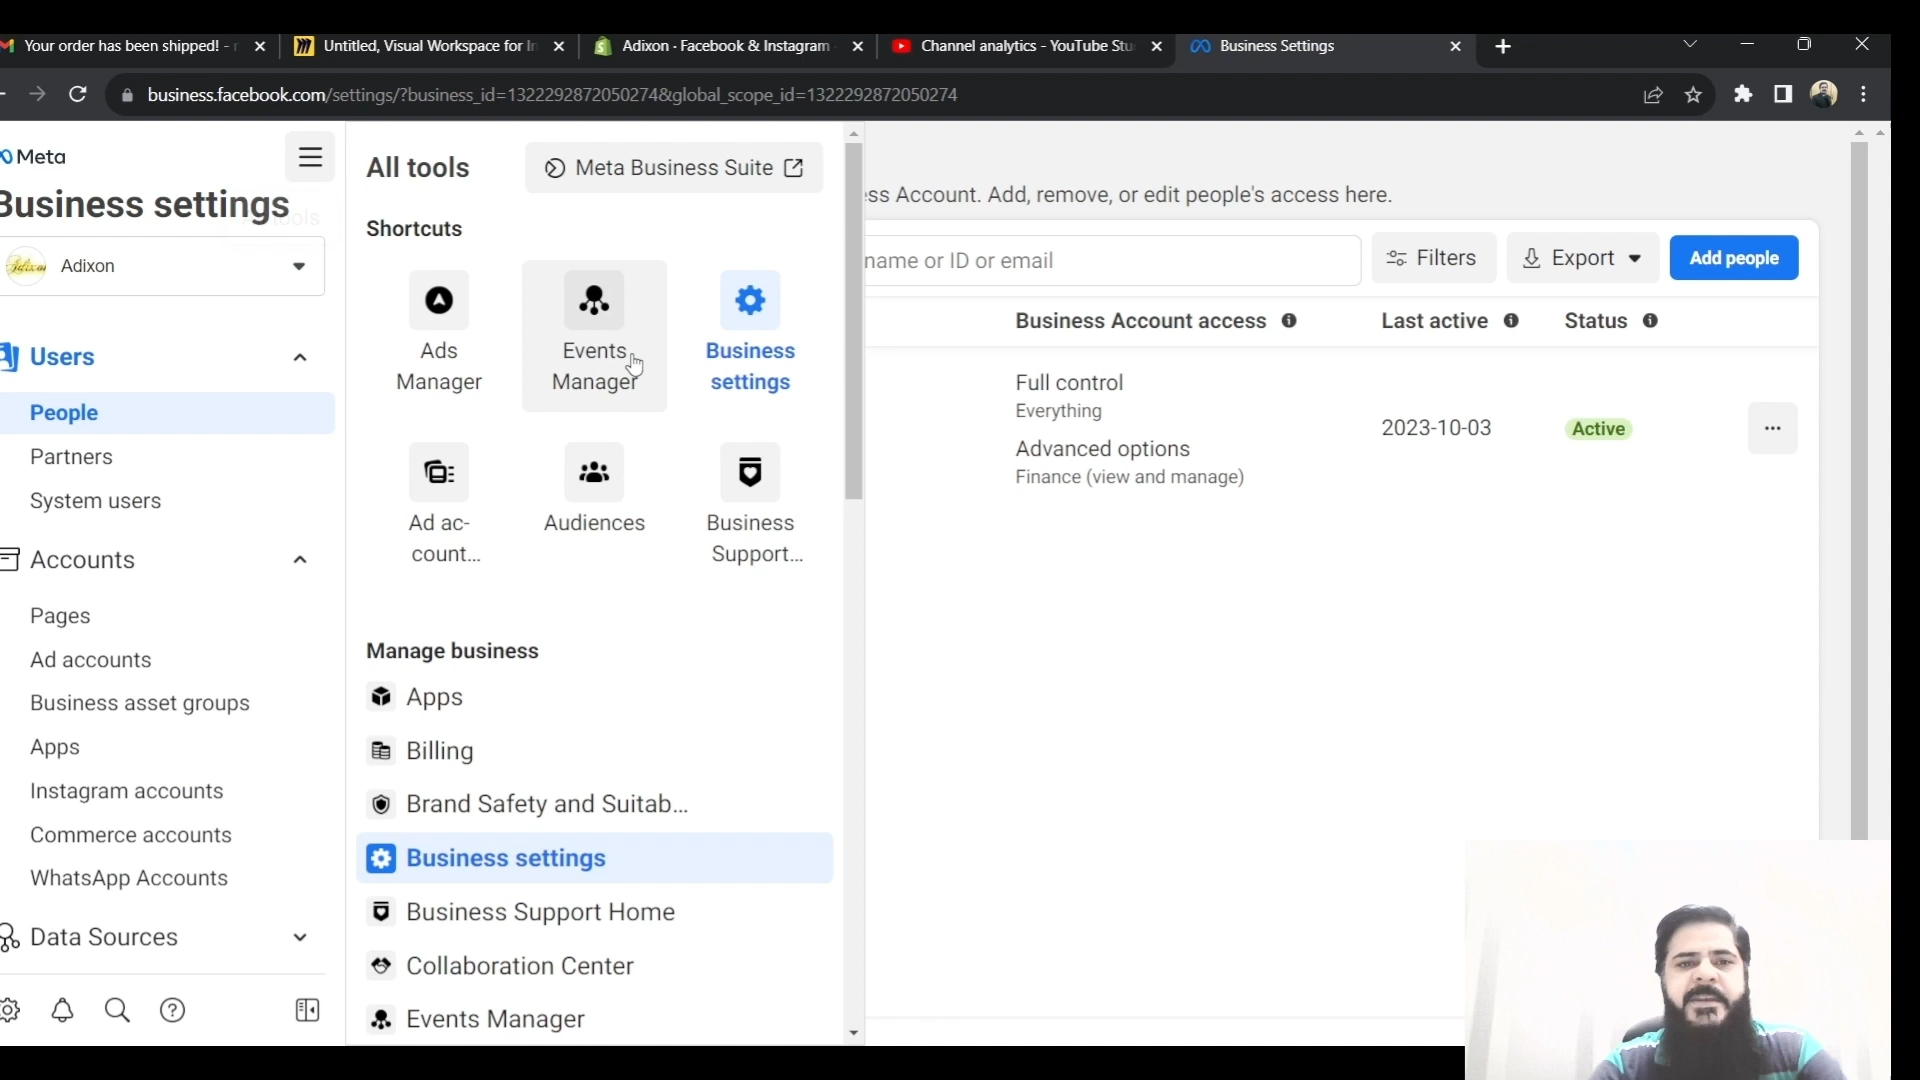 Your order has been shipped! -
Untitled, Visual Workspace for In
Adixon · Facebook & Instagram
Channel analytics - YouTube Stu
Business Settings
business.facebook.com/settings/?business_id=1322292872050274&global_scope_id=1322292872050274
Meta
Business settings
Adixon
Users
People
Partners
System users
Accounts
Pages
Ad accounts
Business asset groups
Apps
Instagram accounts
Commerce accounts
WhatsApp Accounts
Data Sources
All tools
Meta Business Suite
Shortcuts
Ads
Manager
Events
Manager
Business
settings
Ad ac-
count...
Audiences
Business
Support...
Manage business
Apps
Billing
Brand Safety and Suitab...
Business settings
Business Support Home
Collaboration Center
Events Manager
ess Account. Add, remove, or edit people's access here.
name or ID or email
Filters
Export
Add people
Business Account access
Last active
Status
Full control
Everything
Advanced options
Finance (view and manage)
2023-10-03
Active